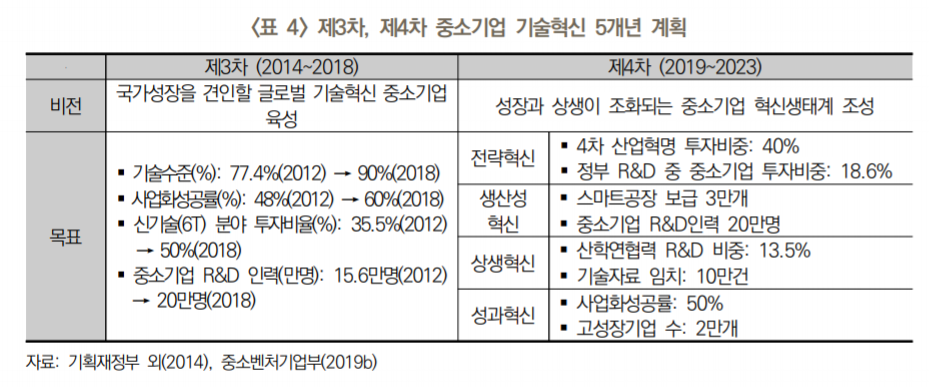 <표 4> 제3차, 제4차 중소기업 기술혁신 5개년 계획
제3차 (2014~2018)
제4차 (2019~2023)
비전
국가성장을 견인할 글로벌 기술혁신 중소기업
육성
성장과 상생이 조화되는 중소기업 혁신생태계 조성
목표
▪ 기술수준(%): 77.4%(2012) → 90%(2018)
▪ 사업화성공률(%): 48%(2012) → 60%(2018)
▪ 신기술(6T) 분야 투자비율(%): 35.5%(2012)
→ 50%(2018)
▪ 중소기업 R&D 인력(만명): 15.6만명(2012)
→ 20만명(2018)
전략혁신
▪ 4차 산업혁명 투자비중: 40%
▪ 정부 R&D 중 중소기업 투자비중: 18.6%
생산성
혁신
▪ 스마트공장 보급 3만개
▪ 중소기업 R&D인력 20만명
상생혁신
▪ 산학연협력 R&D 비중: 13.5%
▪ 기술자료 임치: 10만건
성과혁신
▪ 사업화성공률: 50%
▪ 고성장기업 수: 2만개
자료: 기획재정부 외(2014), 중소벤처기업부(2019b)